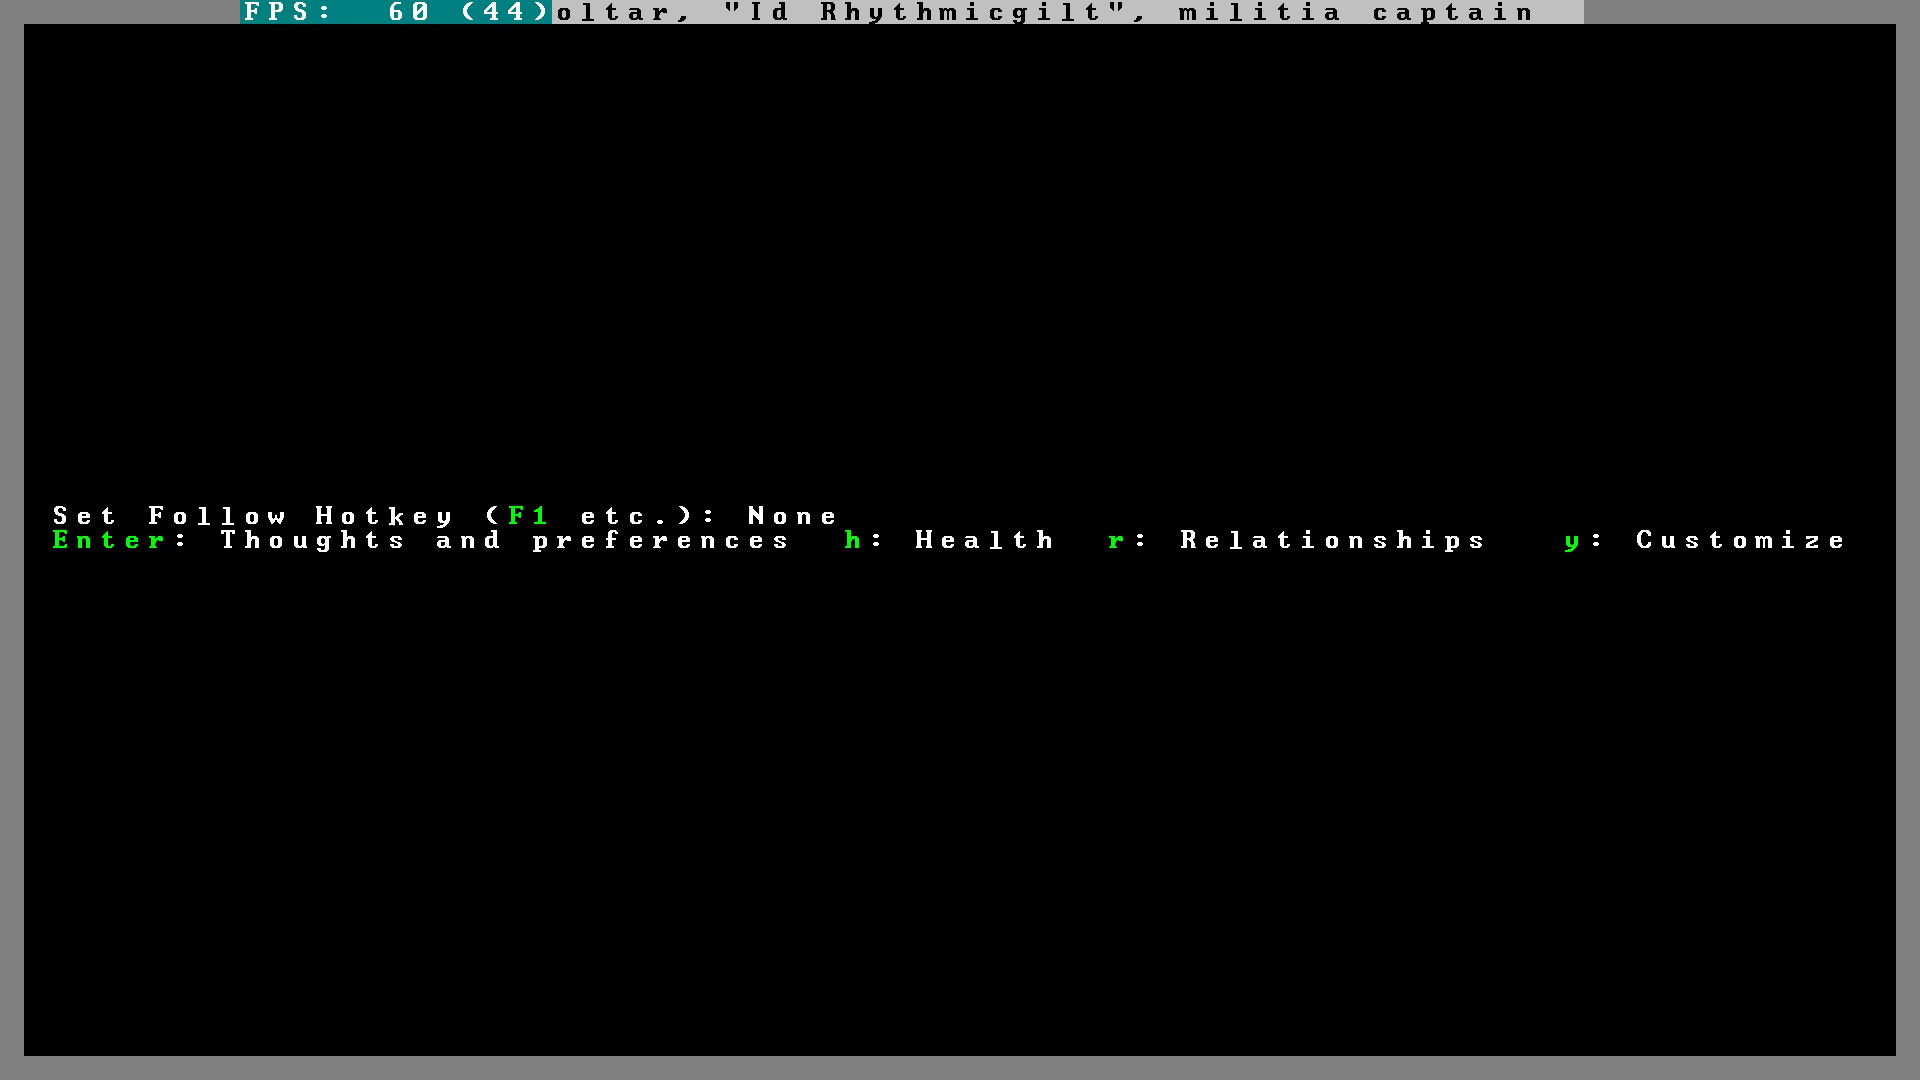 FPS: 60 (44)oltar, "Id Rhythmicgilt", militia captain
Set Follow Hotkey (F1 etc.): None
Enter: Thoughts and preferences h: Health r: Relationships y: Customize